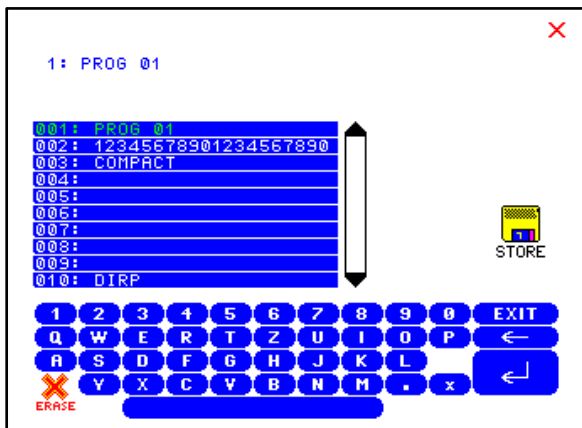 1: PROG 01
001: PROG 01
002: 12345678901234567890
003: COMPACT
004:
005:
006:
007:
008:
009:
010: DIRP
STORE
1 2 3 4 5 6 7 8 9 0 EXIT
Q W E R T Z U I O P ←
A S D F G H J K L
Y X C V B N M . x
ERASE